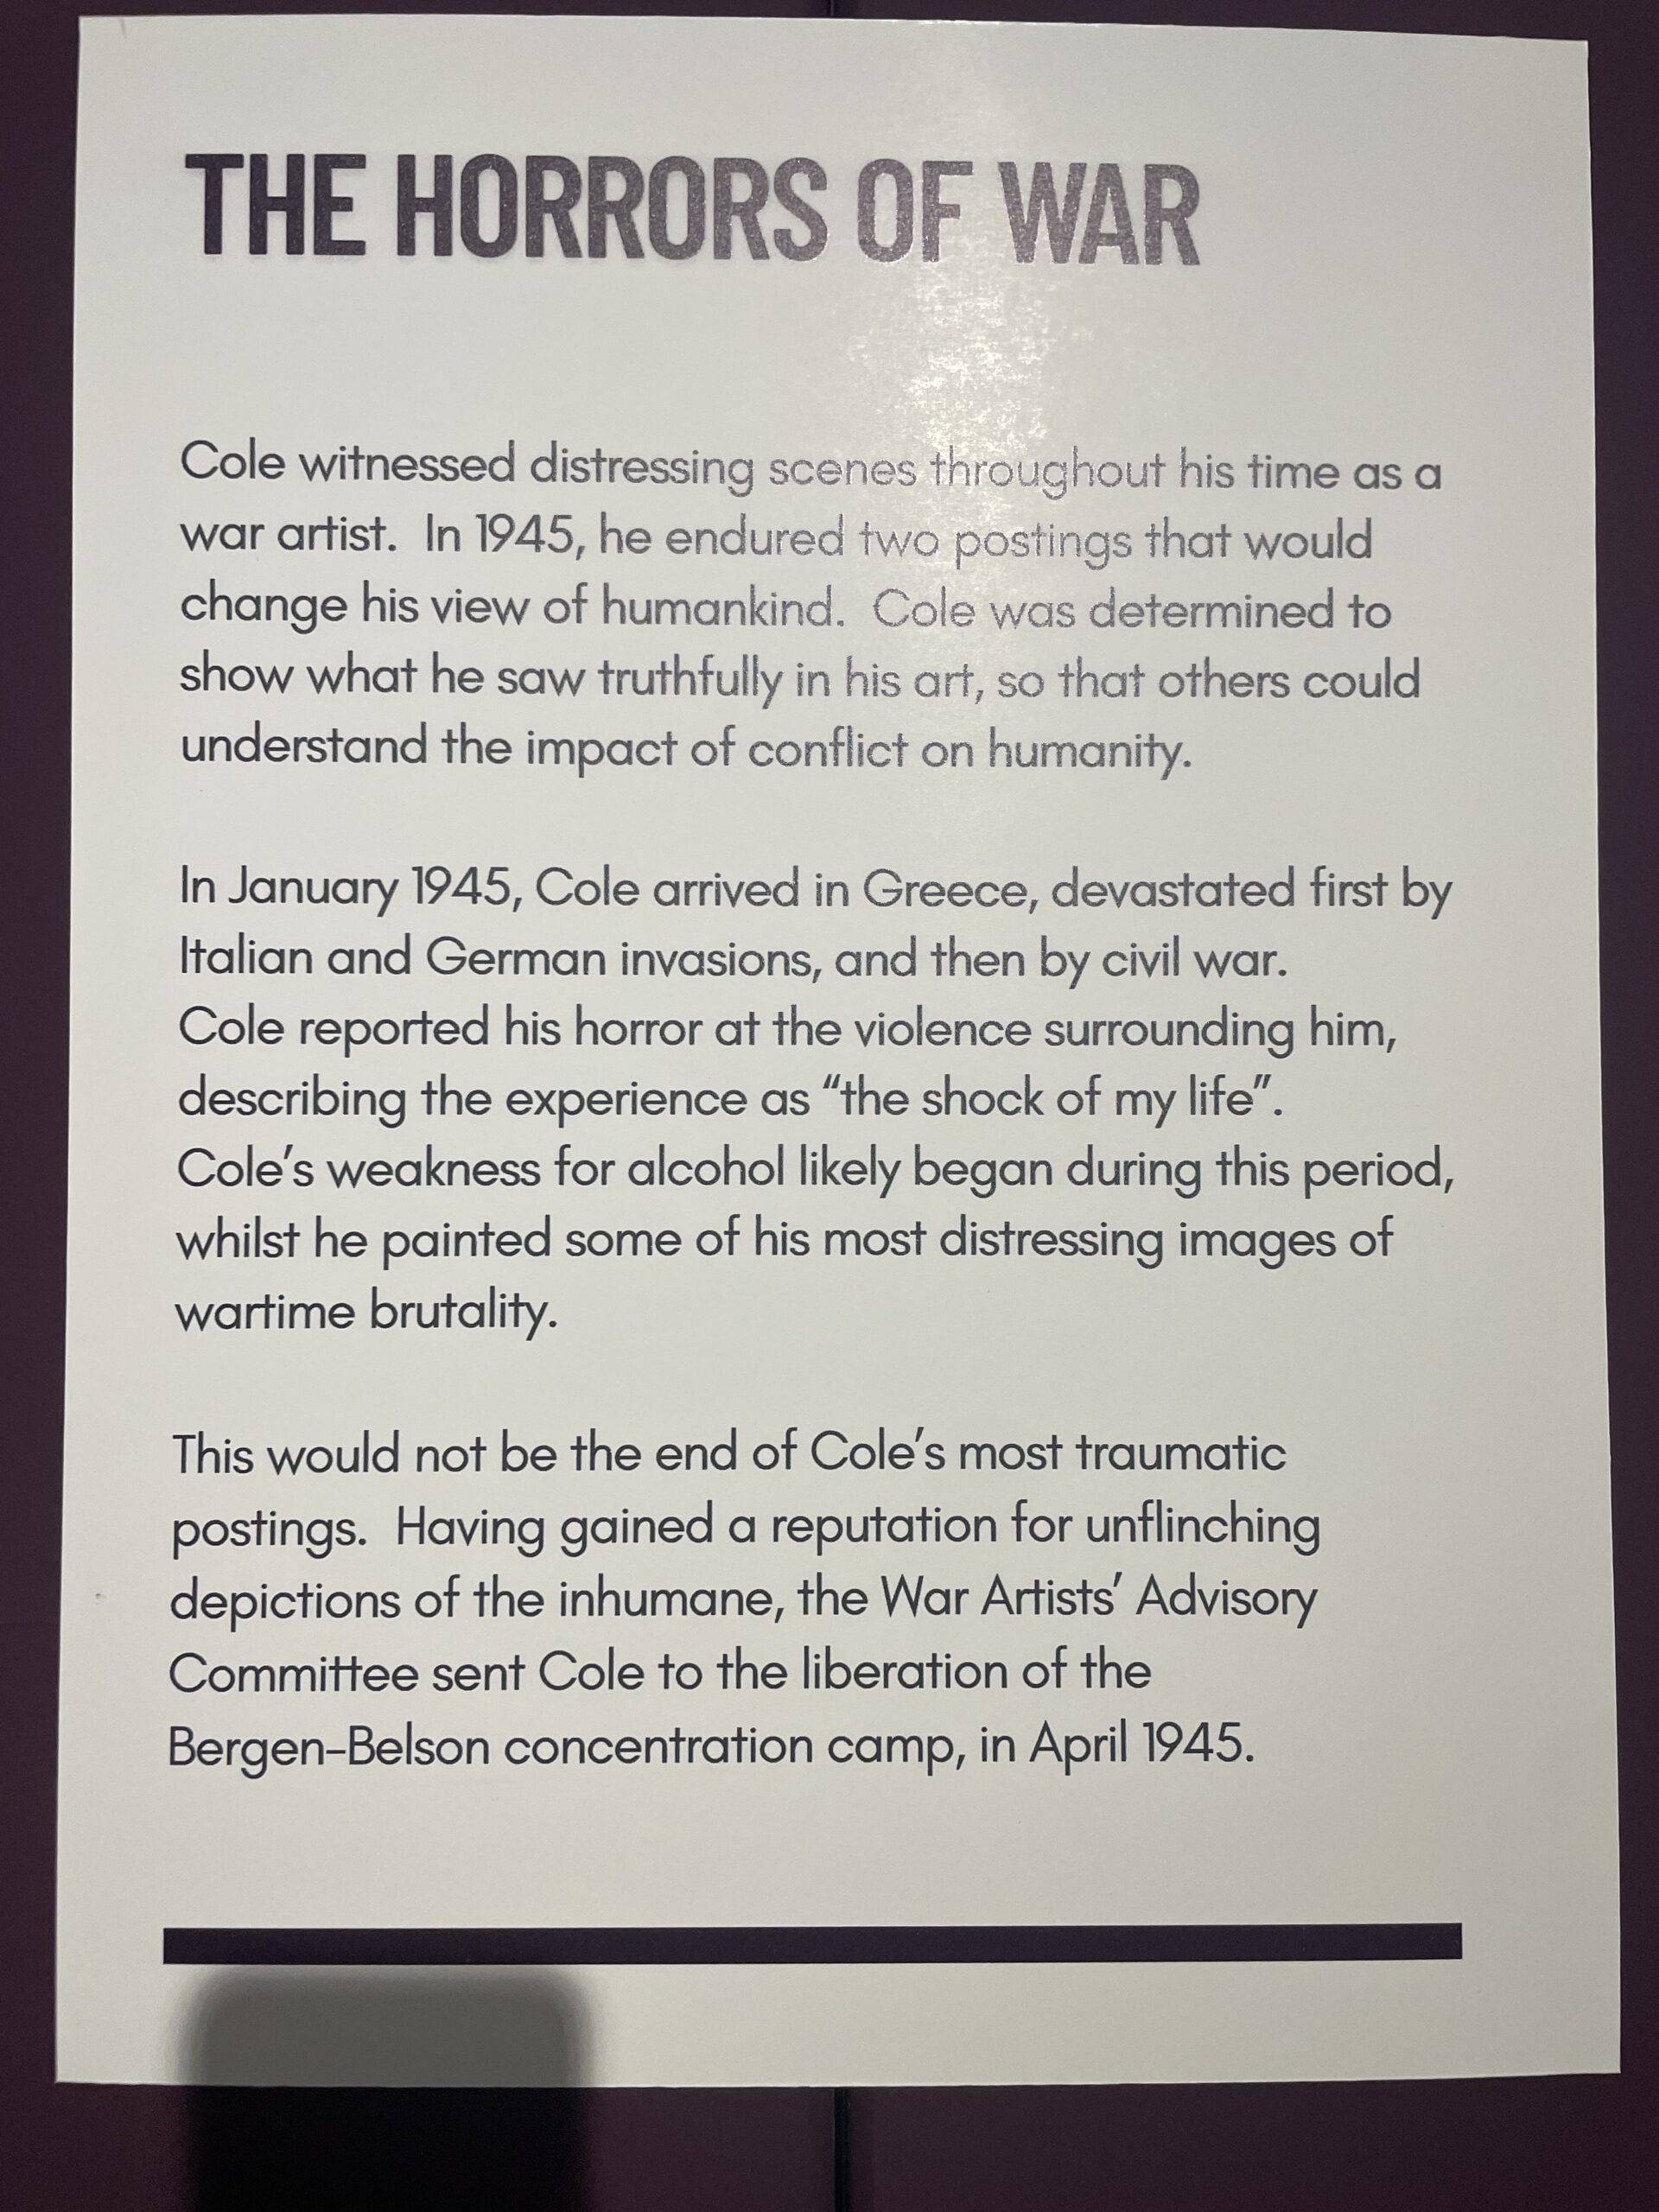 THE HORRORS OF WAR
Cole witnessed distressing scenes throughout his time as a
war artist.  In 1945, he endured two postings that would
change his view of humankind.  Cole was determined to
show what he saw truthfully in his art, so that others could
understand the impact of conflict on humanity.
In January 1945, Cole arrived in Greece, devastated first by
Italian and German invasions, and then by civil war.
Cole reported his horror at the violence surrounding him,
describing the experience as “the shock of my life”.
Cole’s weakness for alcohol likely began during this period,
whilst he painted some of his most distressing images of
wartime brutality.
This would not be the end of Cole’s most traumatic
postings.  Having gained a reputation for unflinching
depictions of the inhumane, the War Artists’ Advisory
Committee sent Cole to the liberation of the
Bergen-Belson concentration camp, in April 1945.